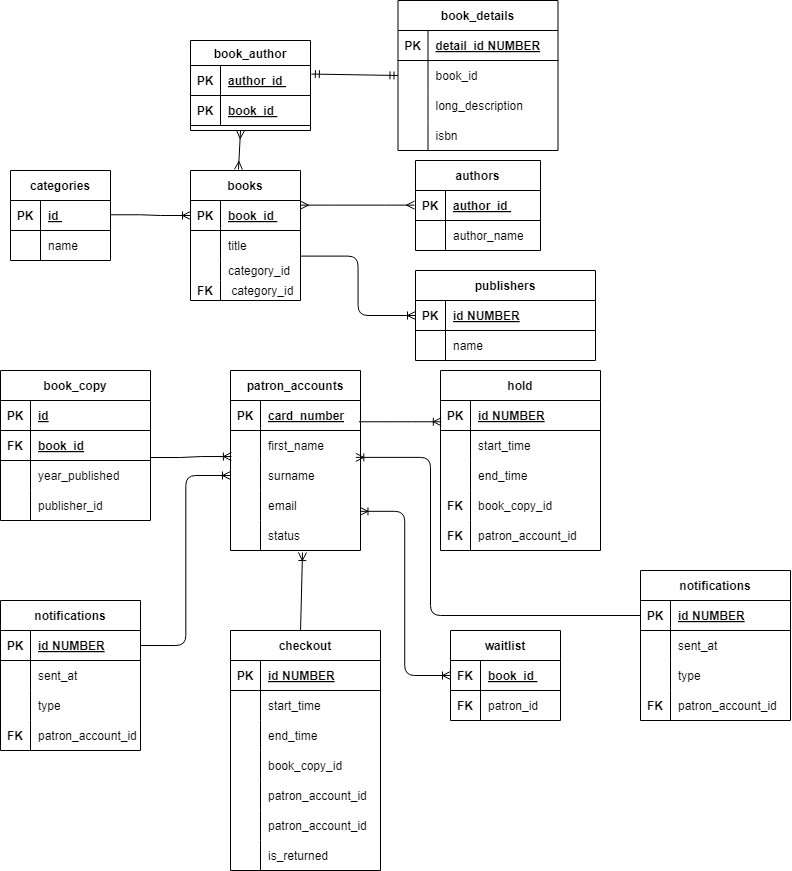 book_details
PK detail_id NUMBER
book_id
long_description
isbn
book_author
PK author_id
PK book_id
categories
PK id
name
books
PK book_id
title
category_id
FK category_id
authors
PK author_id
author_name
publishers
PK id NUMBER
name
book_copy
PK id
FK book_id
year_published
publisher_id
patron_accounts
PK card_number
first_name
surname
email
status
hold
PK id NUMBER
start_time
end_time
FK book_copy_id
FK patron_account_id
notifications
PK id NUMBER
sent_at
type
FK patron_account_id
checkout
PK id NUMBER
start_time
end_time
book_copy_id
patron_account_id
patron_account_id
is_returned
waitlist
FK book_id
FK patron_id
notifications
PK id NUMBER
sent_at
type
FK patron_account_id